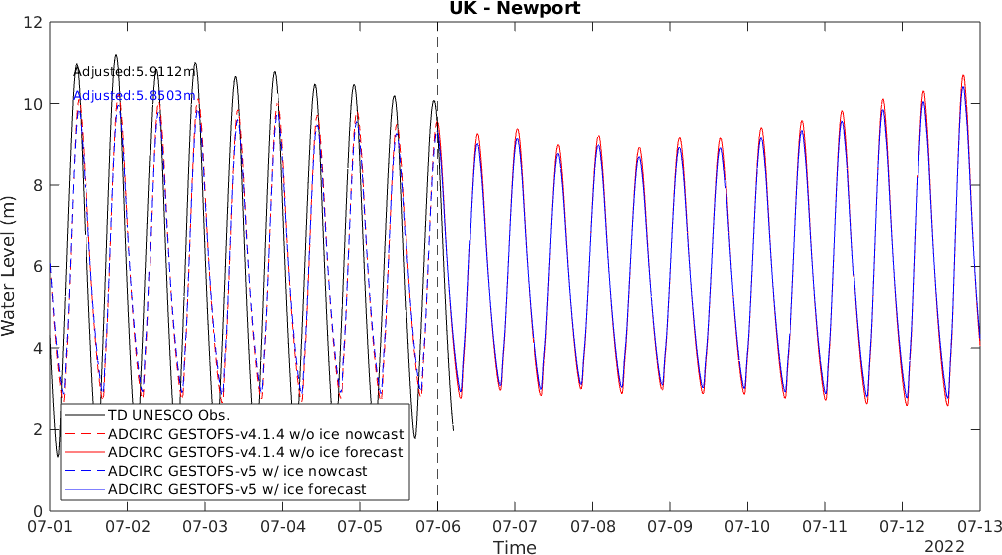 UK - Newport
12
10
8
6
4
2
0
Water Level (m)
Adjusted:5.9112m
Adjusted:5.8503m
TD UNESCO Obs.
ADCIRC GESTOFS-v4.1.4 w/o ice nowcast
ADCIRC GESTOFS-v4.1.4 w/o ice forecast
ADCIRC GESTOFS-v5 w/ ice nowcast
ADCIRC GESTOFS-v5 w/ ice forecast
07-01 07-02 07-03 07-04 07-05 07-06 07-07 07-08 07-09 07-10 07-11 07-12 07-13
Time
2022